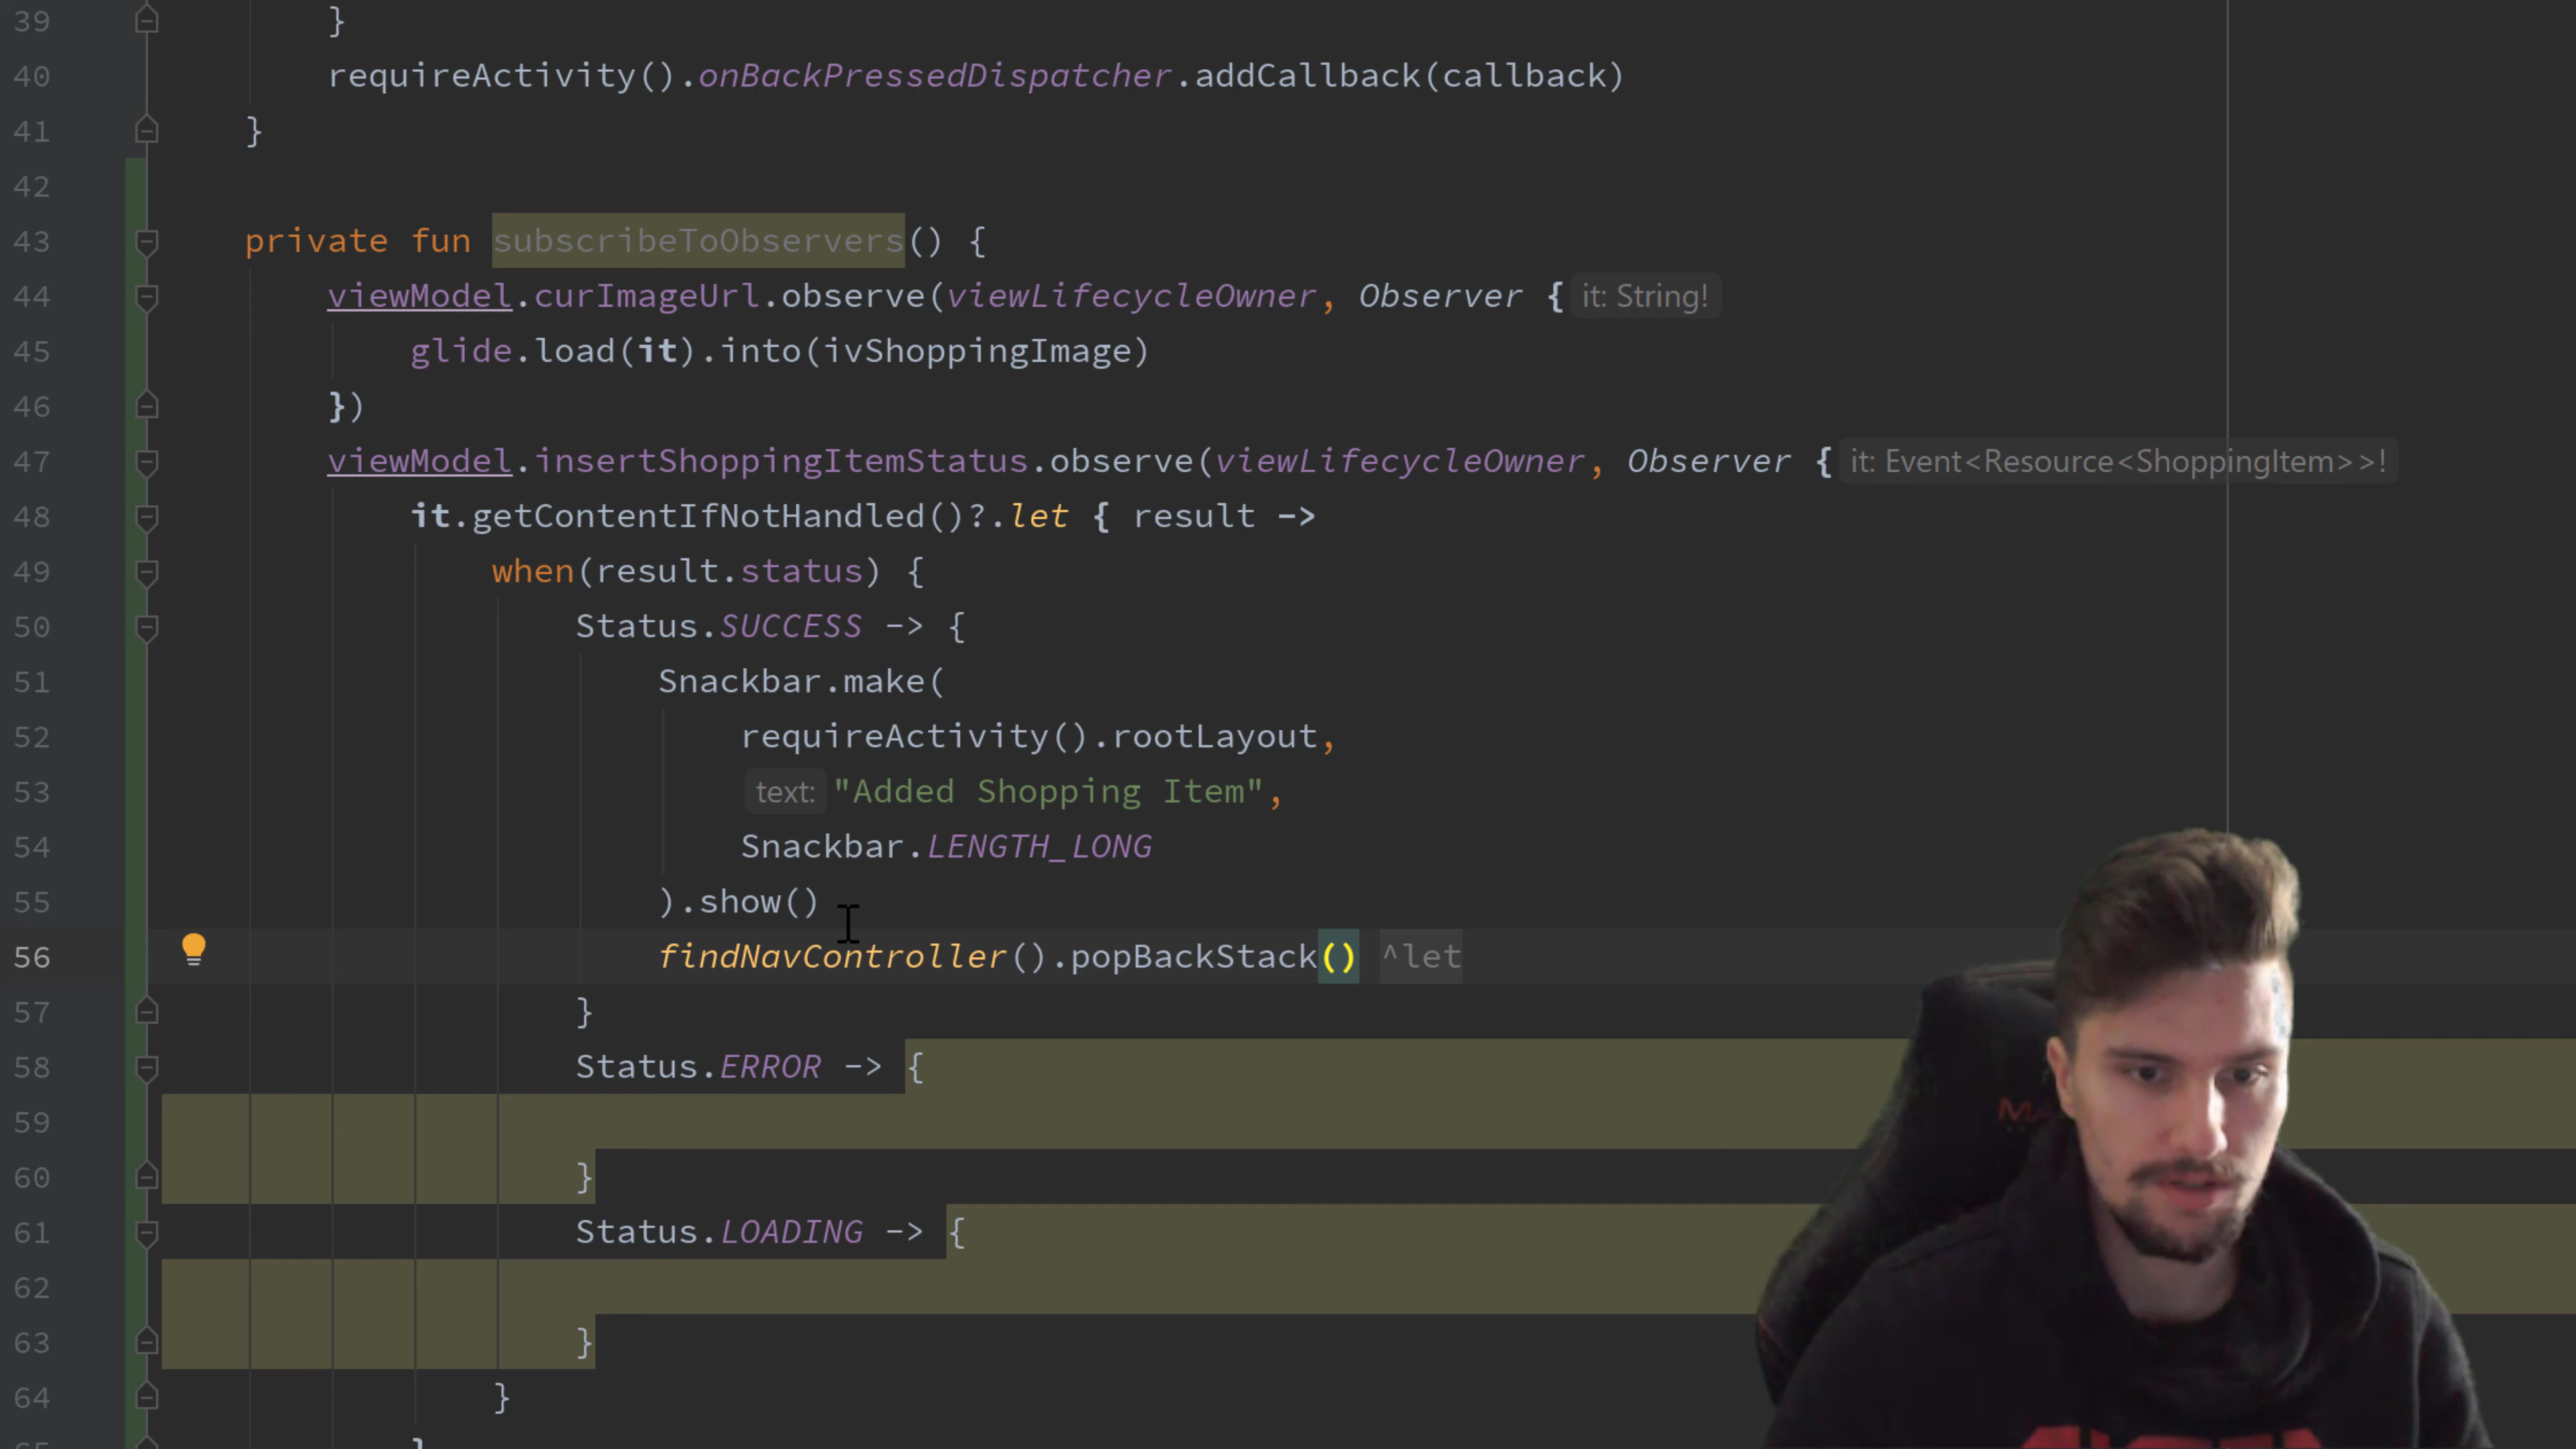 39 }
40 requireActivity().onBackPressedDispatcher.addCallback(callback)
41 }
42
43 private fun subscribeToObservers() {
44 viewModel.curImageUrl.observe(viewLifecycleOwner, Observer { it: String!
45 glide.load(it).into(ivShoppingImage)
46 })
47 viewModel.insertShoppingItemStatus.observe(viewLifecycleOwner, Observer { it: Event<Resource<ShoppingItem>>!
48 it.getContentIfNotHandled()?.let { result ->
49 when(result.status) {
50 Status.SUCCESS -> {
51 Snackbar.make(
52 requireActivity().rootLayout,
53 text: "Added Shopping Item",
54 Snackbar.LENGTH_LONG
55 ).show()
56 findNavController().popBackStack() ^let
57 }
58 Status.ERROR -> {
59
60 }
61 Status.LOADING -> {
62
63 }
64 }